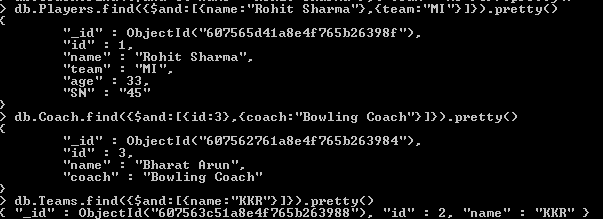 > db.Players.find({$and:[{name:"Rohit Sharma"},{team:"MI"}]}).pretty()
{
"_id" : ObjectId("607565d41a8e4f765b26398f"),
"id" : 1,
"name" : "Rohit Sharma",
"team" : "MI",
"age" : 33,
"SN" : "45"
}
> db.Coach.find({$and:[{id:3},{coach:"Bowling Coach"}]}).pretty()
{
"_id" : ObjectId("607562761a8e4f765b263984"),
"id" : 3,
"name" : "Bharat Arun",
"coach" : "Bowling Coach"
}
> db.Teams.find({$and:[{name:"KKR"}]}).pretty()
{ "_id" : ObjectId("607563c51a8e4f765b263988"), "id" : 2, "name" : "KKR" }